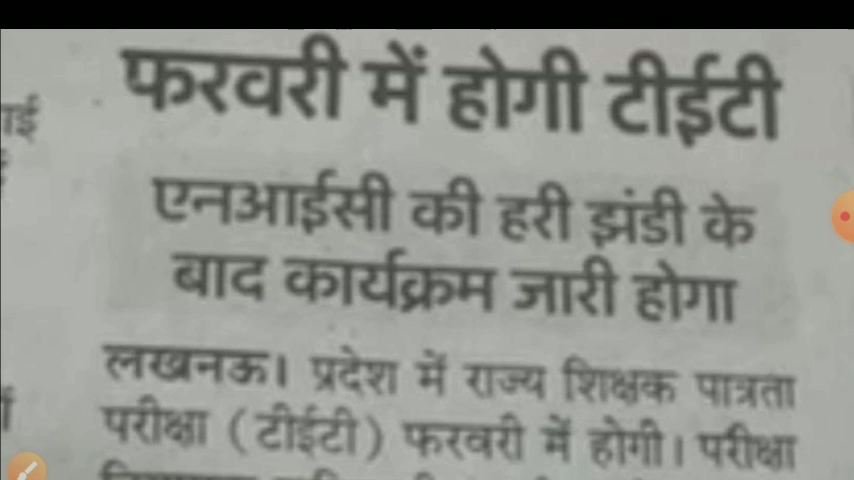 फरवरी में होगी टीईटी
एनआईसी की हरी झंडी के
बाद कार्यक्रम जारी होगा
लखनऊ। प्रदेश में राज्य शिक्षक पात्रता
परीक्षा (टीईटी) फरवरी में होगी। परीक्षा